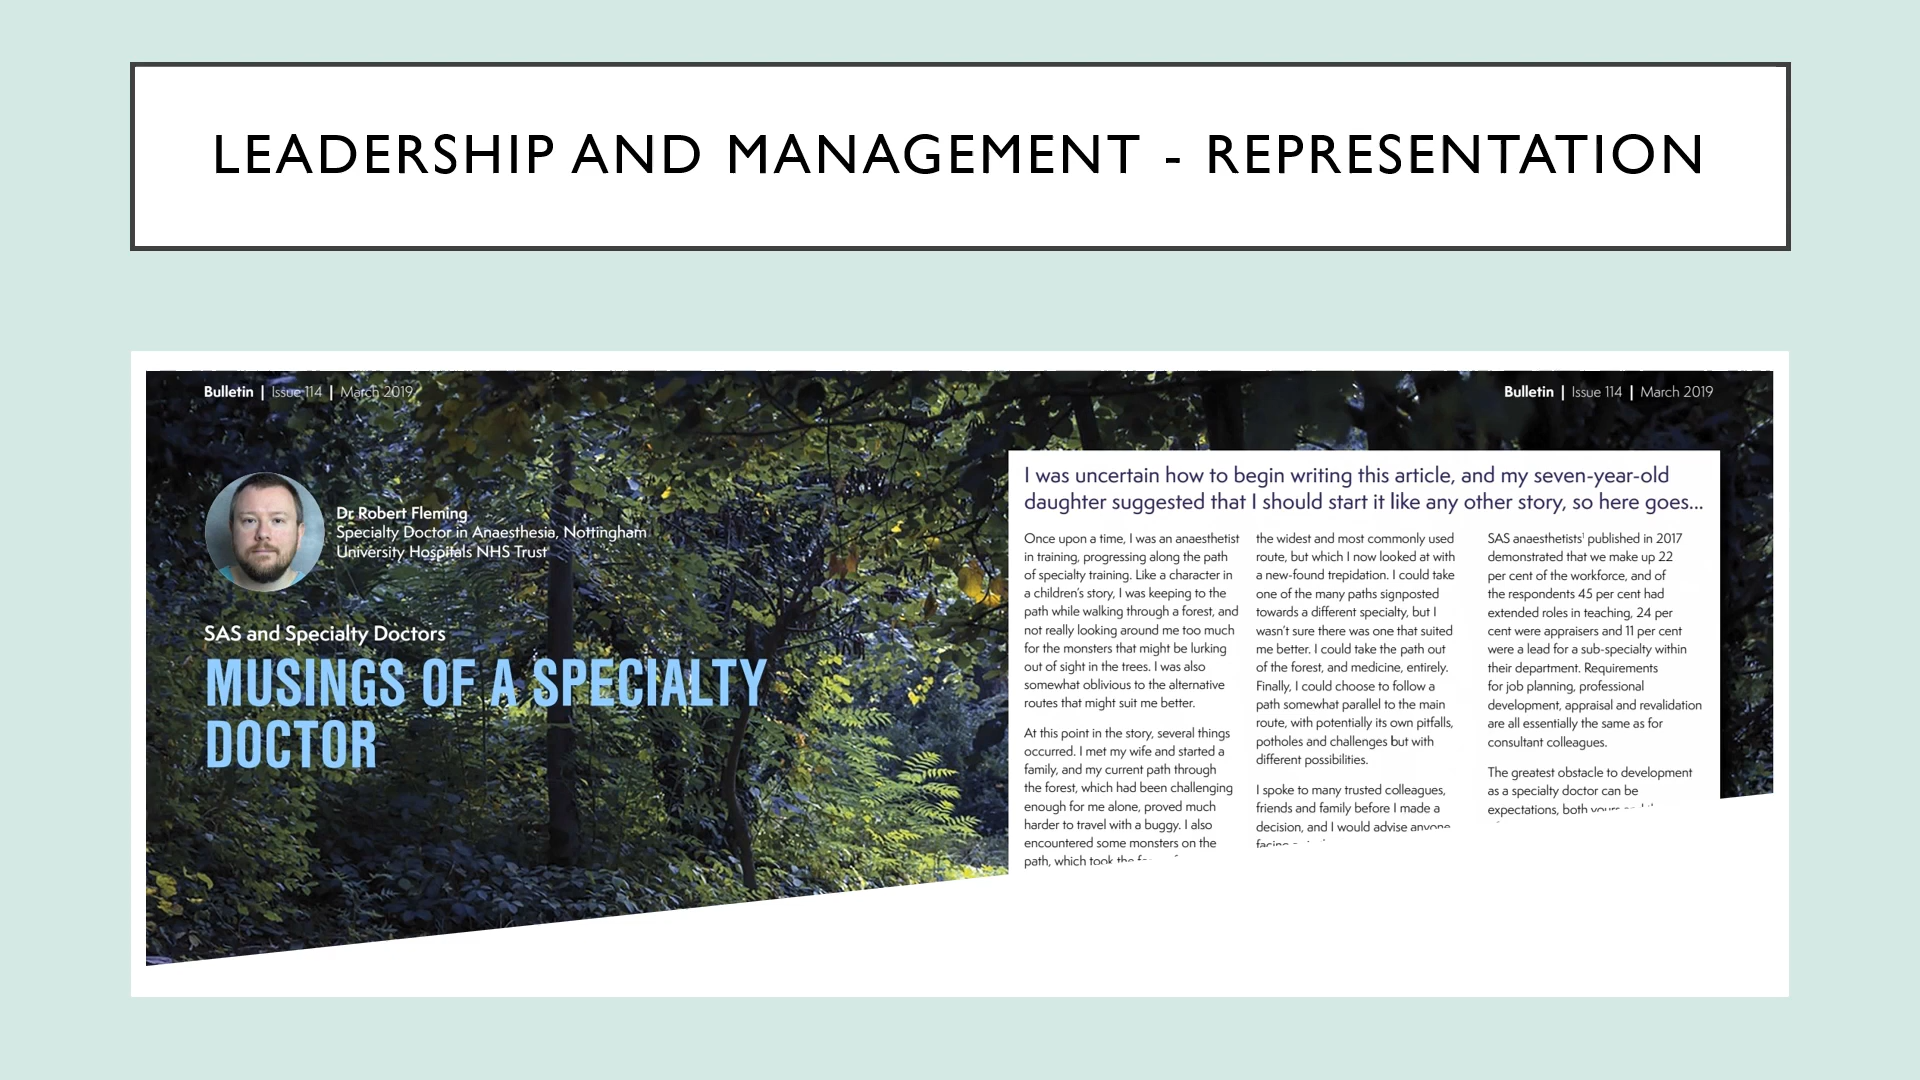 LEADERSHIP AND MANAGEMENT - REPRESENTATION
Bulletin | Issue 114 | March 2019
Bulletin | Issue 114 | March 2019
Dr Robert Fleming
Specialty Doctor in Anaesthesia, Nottingham
University Hospitals NHS Trust
SAS and Specialty Doctors
MUSINGS OF A SPECIALTY
DOCTOR
I was uncertain how to begin writing this article, and my seven-year-old
daughter suggested that I should start it like any other story, so here goes...
Once upon a time, I was an anaesthetist
in training, progressing along the path
of specialty training. Like a character in
a children's story, I was keeping to the
path while walking through a forest, and
not really looking around me too much
for the monsters that might be lurking
out of sight in the trees. I was also
somewhat oblivious to the alternative
routes that might suit me better.
At this point in the story, several things
occurred. I met my wife and started a
family, and my current path through
the forest, which had been challenging
enough for me alone, proved much
harder to travel with a buggy. I also
encountered some monsters on the
path, which took the
the widest and most commonly used
route, but which I now looked at with
a new-found trepidation. I could take
one of the many paths signposted
towards a different specialty, but I
wasn't sure there was one that suited
me better. I could take the path out
of the forest, and medicine, entirely.
Finally, I could choose to follow a
path somewhat parallel to the main
route, with potentially its own pitfalls,
potholes and challenges but with
different possibilities.
I spoke to many trusted colleagues,
friends and family before I made a
decision, and I would advise anyone
facing
SAS anaesthetists¹ published in 2017
demonstrated that we make up 22
per cent of the workforce, and of
the respondents 45 per cent had
extended roles in teaching, 24 per
cent were appraisers and 11 per cent
were a lead for a sub-specialty within
their department. Requirements
for job planning, professional
development, appraisal and revalidation
are all essentially the same as for
consultant colleagues.
The greatest obstacle to development
as a specialty doctor can be
expectations, both yours